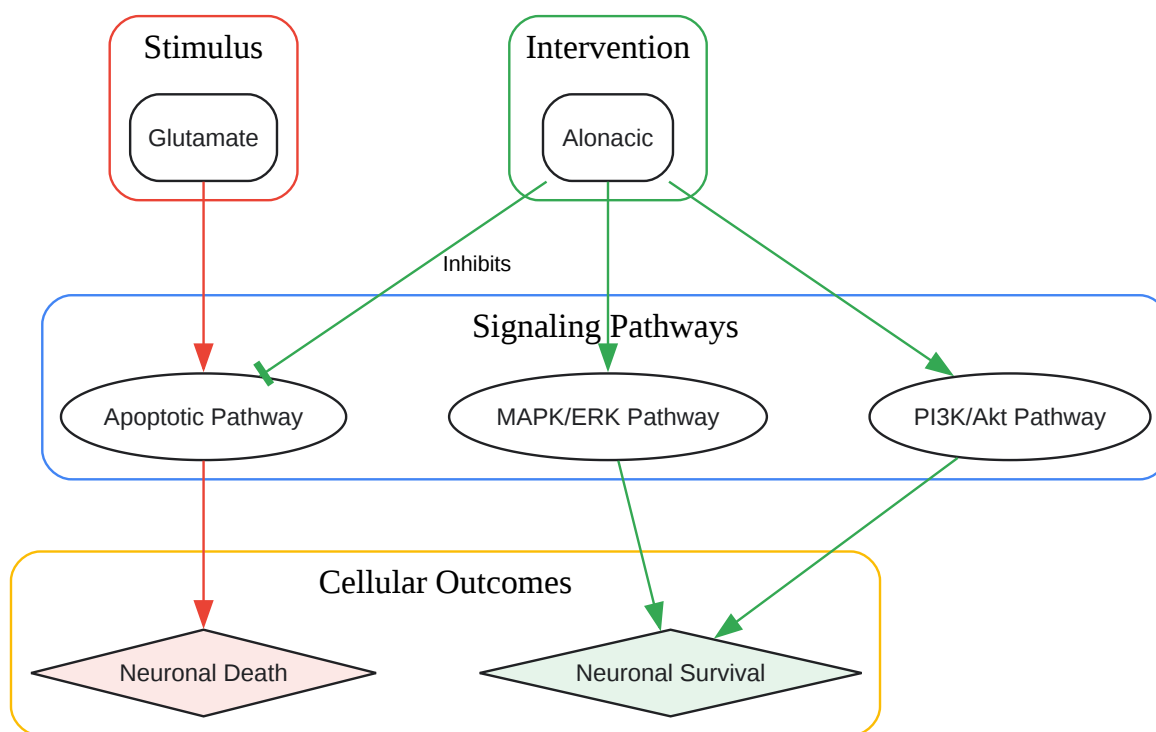 Stimulus
Intervention
Glutamate
Alonacic
Inhibits
Signaling Pathways
Apoptotic Pathway
MAPK/ERK Pathway
PI3K/Akt Pathway
Cellular Outcomes
Neuronal Death
Neuronal Survival